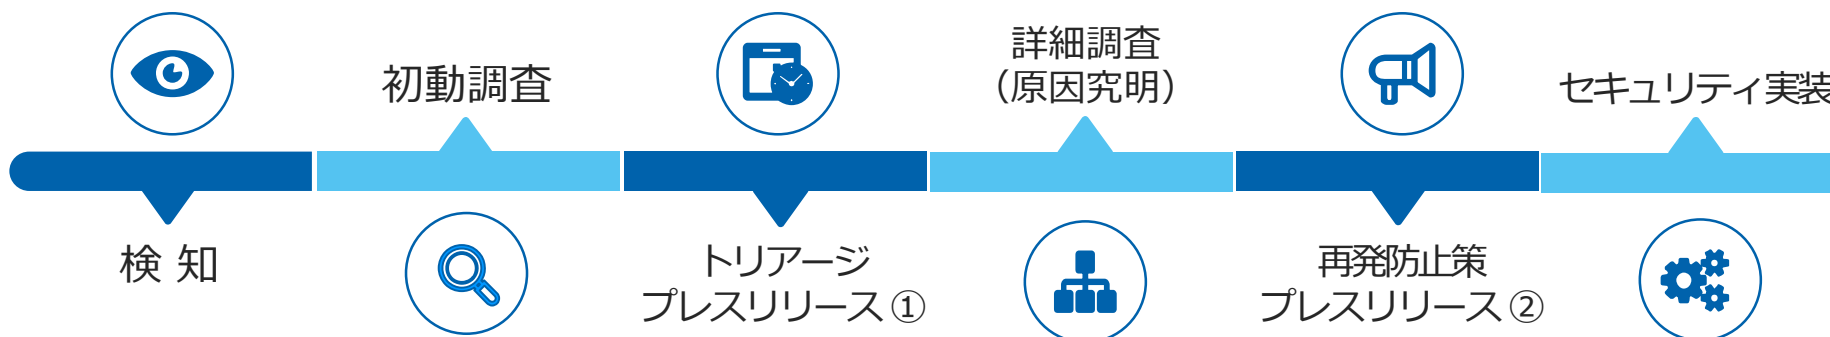 検 知
初動調査
トリアージ
プレスリリース①
詳細調査
（原因究明）
再発防止策
プレスリリース②
セキュリティ実装